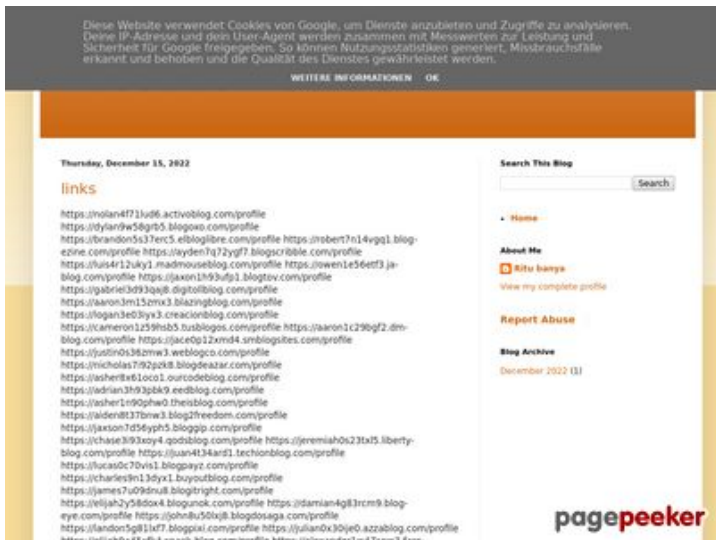 Diese Website verwendet Cookies von Google, um Dienste anzubieten und Zugriffe zu analysieren.
Deine IP-Adresse und dein User-Agent werden zusammen mit Messwerten zur Leistung und
Sicherheit für Google freigegeben. So können Nutzungsstatistiken generiert, Missbrauchsfälle
erkannt und behoben und die Qualität des Dienstes gewährleistet werden.
WEITERE INFORMATIONEN OK
Thursday, December 15, 2022
links
https://nolan4f71lud6.activoblog.com/profile
https://dylan9w58grb5.blogoxo.com/profile
https://brandon5s37erc5.elbloglibre.com/profile https://robert7n14vgq1.blog-
ezine.com/profile https://ayden7q72ygf7.blogscribble.com/profile
https://luis4r12uky1.madmouseblog.com/profile https://owen1e56etf3.ja-
blog.com/profile https://jaxon1h93ufp1.blogtov.com/profile
https://gabriel3d93qaj8.digitollblog.com/profile
https://aaron3m15zmx3.blazingblog.com/profile
https://logan3e03iyx3.creacionblog.com/profile
https://cameron1z59hsb5.tusblogos.com/profile https://aaron1c29bgf2.dm-
blog.com/profile https://jace0p12xmd4.smblogsites.com/profile
https://justin0s36zmw3.weblogco.com/profile
https://nicholas7i92pzk8.blogdeazar.com/profile
https://asher8x61oco1.ourcodeblog.com/profile
https://adrian3h93pbk9.eedblog.com/profile
https://asher1n90phw0.theisblog.com/profile
https://aiden8t37bnw3.blog2freedom.com/profile
https://jaxson7d56yph5.bloggip.com/profile
https://chase3i93xoy4.qodsblog.com/profile https://jeremiah0s23txl5.liberty-
blog.com/profile https://juan4t34ard1.techionblog.com/profile
https://lucas0c70vis1.blogpayz.com/profile
https://charles9n13dyx1.buyoutblog.com/profile
https://james7u09dnu8.blogitright.com/profile
https://elijah2y58dox4.blogunok.com/profile https://damian4g83rcm9.blog-
eye.com/profile https://john8u50lxj8.blogdosaga.com/profile
https://landon5g81lxf7.blogpixi.com/profile https://julian0x30ije0.azzablog.com/profile
Search This Blog
Search
Home
About Me
Ritu banya
View my complete profile
Report Abuse
Blog Archive
December 2022 (1)
pagepeeker